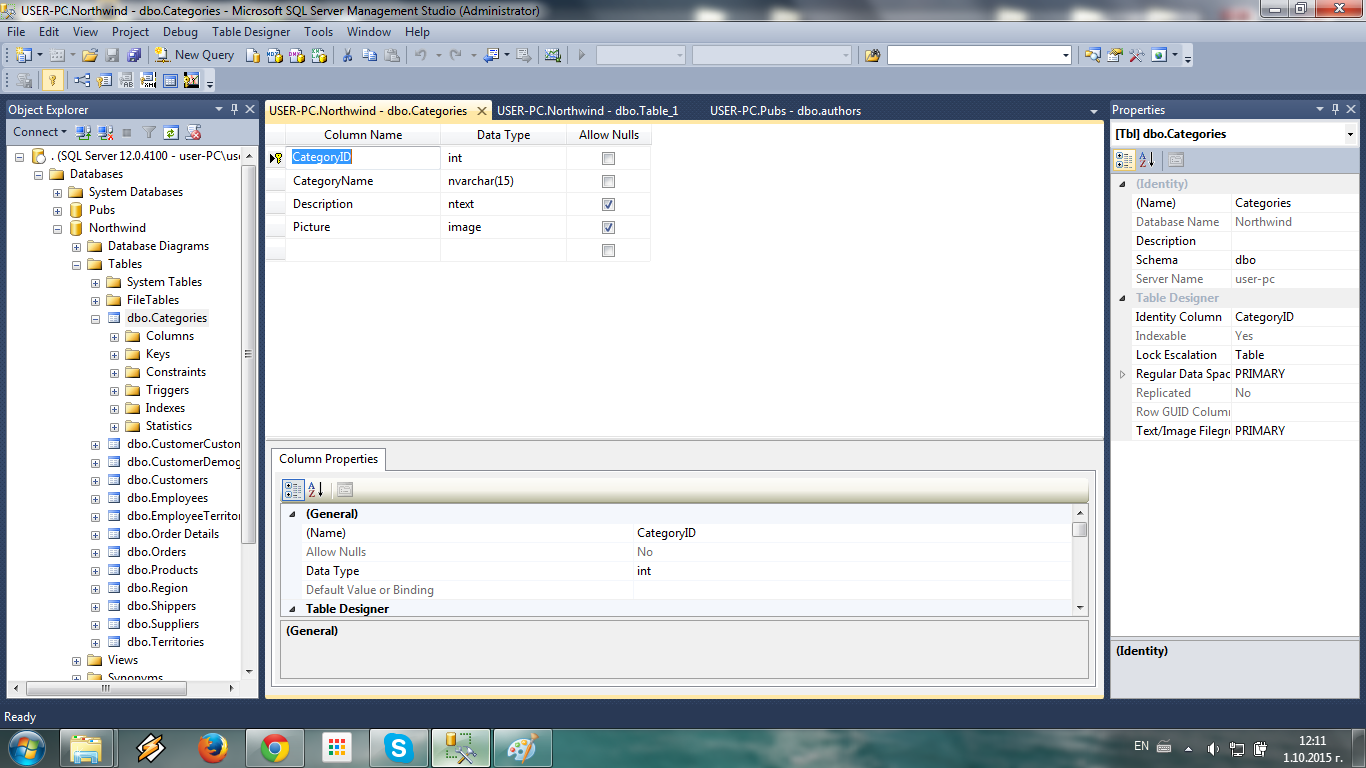 USER-PC.Northwind - dbo.Categories - Microsoft SQL Server Management Studio (Administrator)
File Edit View Project Debug Table Designer Tools Window Help
New Query
Object Explorer
Connect
. (SQL Server 12.0.4100 - user-PC\us
Databases
System Databases
Pubs
Northwind
Database Diagrams
Tables
System Tables
FileTables
dbo.Categories
Columns
Keys
Constraints
Triggers
Indexes
Statistics
dbo.CustomerCustom
dbo.CustomerDemog
dbo.Customers
dbo.Employees
dbo.EmployeeTerritor
dbo.Order Details
dbo.Orders
dbo.Products
dbo.Region
dbo.Shippers
dbo.Suppliers
dbo.Territories
Views
Synonyms
USER-PC.Northwind - dbo.Categories USER-PC.Northwind - dbo.Table_1 USER-PC.Pubs - dbo.authors
Column Name Data Type Allow Nulls
CategoryID int
CategoryName nvarchar(15)
Description ntext
Picture image
Column Properties
(General)
(Name) CategoryID
Allow Nulls No
Data Type int
Default Value or Binding
Table Designer
(General)
Properties
[Tbl] dbo.Categories
(Identity)
(Name) Categories
Database Name Northwind
Description
Schema dbo
Server Name user-pc
Table Designer
Identity Column CategoryID
Indexable Yes
Lock Escalation Table
Regular Data Spac PRIMARY
Replicated No
Row GUID Column
Text/Image Filegr PRIMARY
(Identity)
Ready
EN
12:11
1.10.2015 г.